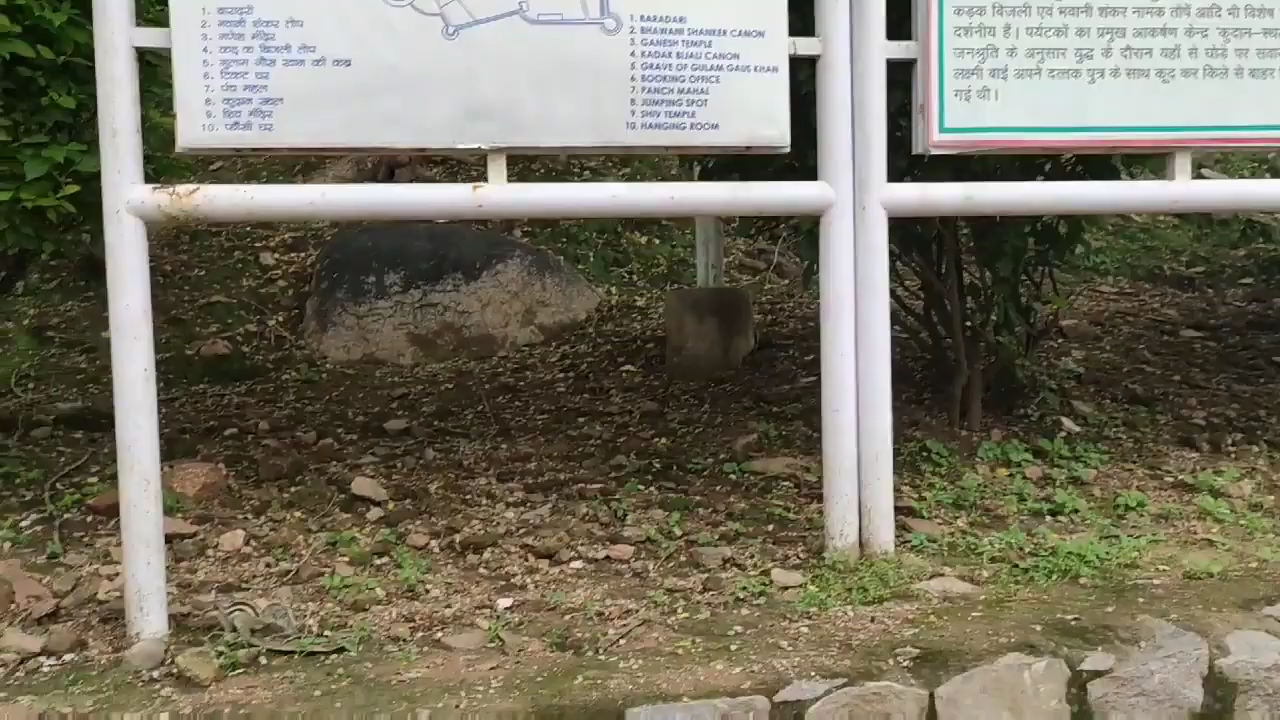 1. बारादरी
2. भवानी शंकर तोप
3. गणेश मंदिर
4. कड़क बिजली तोप
5. गुलाम गौस खान की कब्र
6. टिकट घर
7. पंच महल
8. कूदान स्थल
9. शिव मंदिर
10. फाँसी घर
1. BARADARI
2. BHAWANI SHANKER CANON
3. GANESH TEMPLE
4. KADAK BIJALI CANON
5. GRAVE OF GULAM GAUS KHAN
6. BOOKING OFFICE
7. PANCH MAHAL
8. JUMPING SPOT
9. SHIV TEMPLE
10. HANGING ROOM
कड़क बिजली एवं भवानी शंकर नामक तोपें आदि भी विशेष
दर्शनीय हैं। पर्यटकों का प्रमुख आकर्षण केन्द्र 'कुदान-स्थ
जनश्रुति के अनुसार युद्ध के दौरान यहाँ से घोड़े पर सवा
लक्ष्मी बाई अपने दत्तक पुत्र के साथ कूद कर किले से बाहर
गई थी।